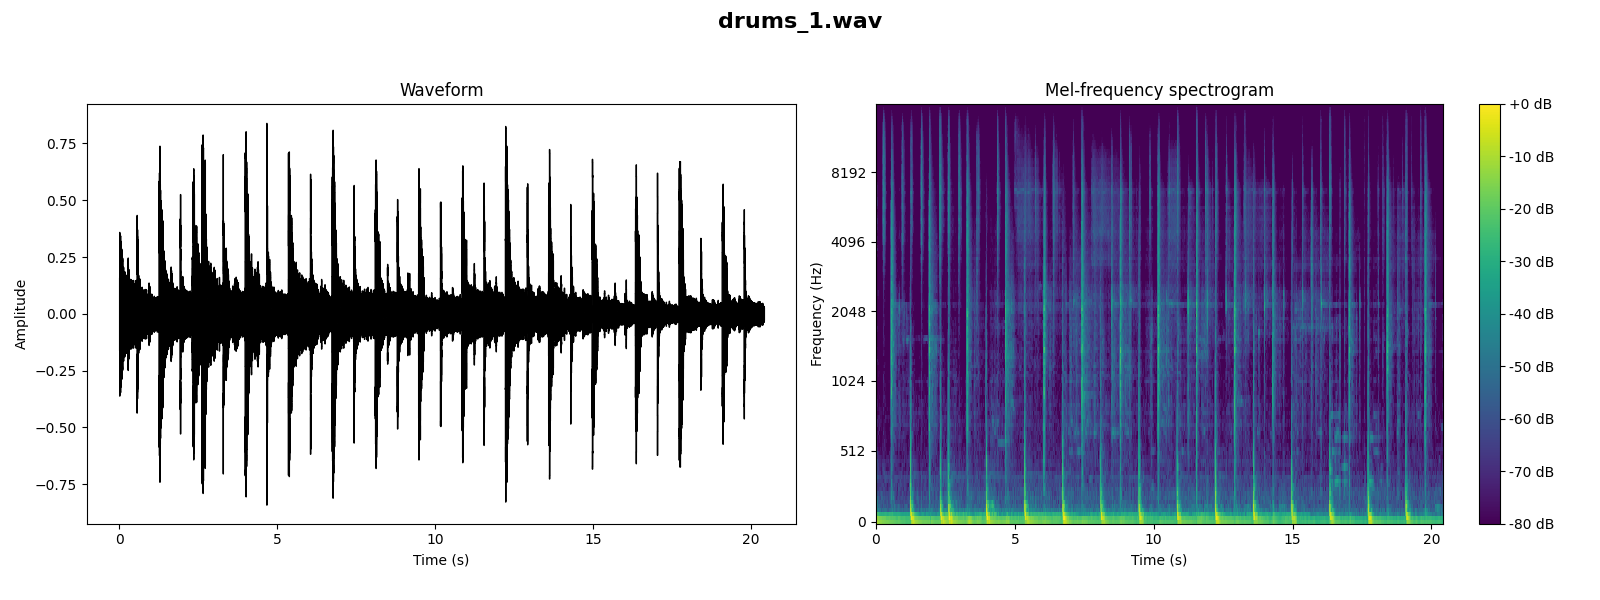 drums_1.wav
Waveform
0.75
0.50
0.25
0.00
−0.25
−0.50
−0.75
Amplitude
0 5 10 15 20
Time (s)
Mel-frequency spectrogram
8192
4096
2048
1024
512
0
Frequency (Hz)
0 5 10 15 20
Time (s)
+0 dB
-10 dB
-20 dB
-30 dB
-40 dB
-50 dB
-60 dB
-70 dB
-80 dB